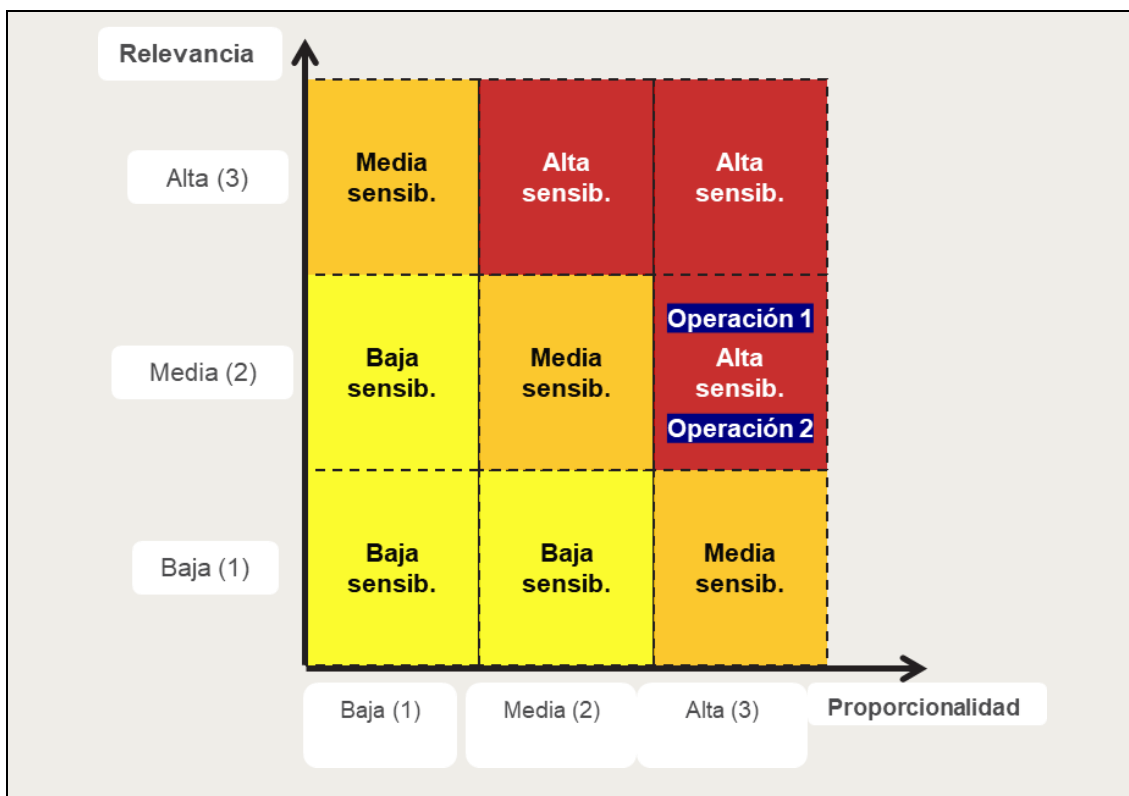 Relevancia
Alta (3)
Media
sensib.
Alta
sensib.
Alta
sensib.
Media (2)
Baja
sensib.
Media
sensib.
Operación 1
Alta
sensib.
Operación 2
Baja (1)
Baja
sensib.
Baja
sensib.
Media
sensib.
Baja (1)
Media (2)
Alta (3)
Proporcionalidad